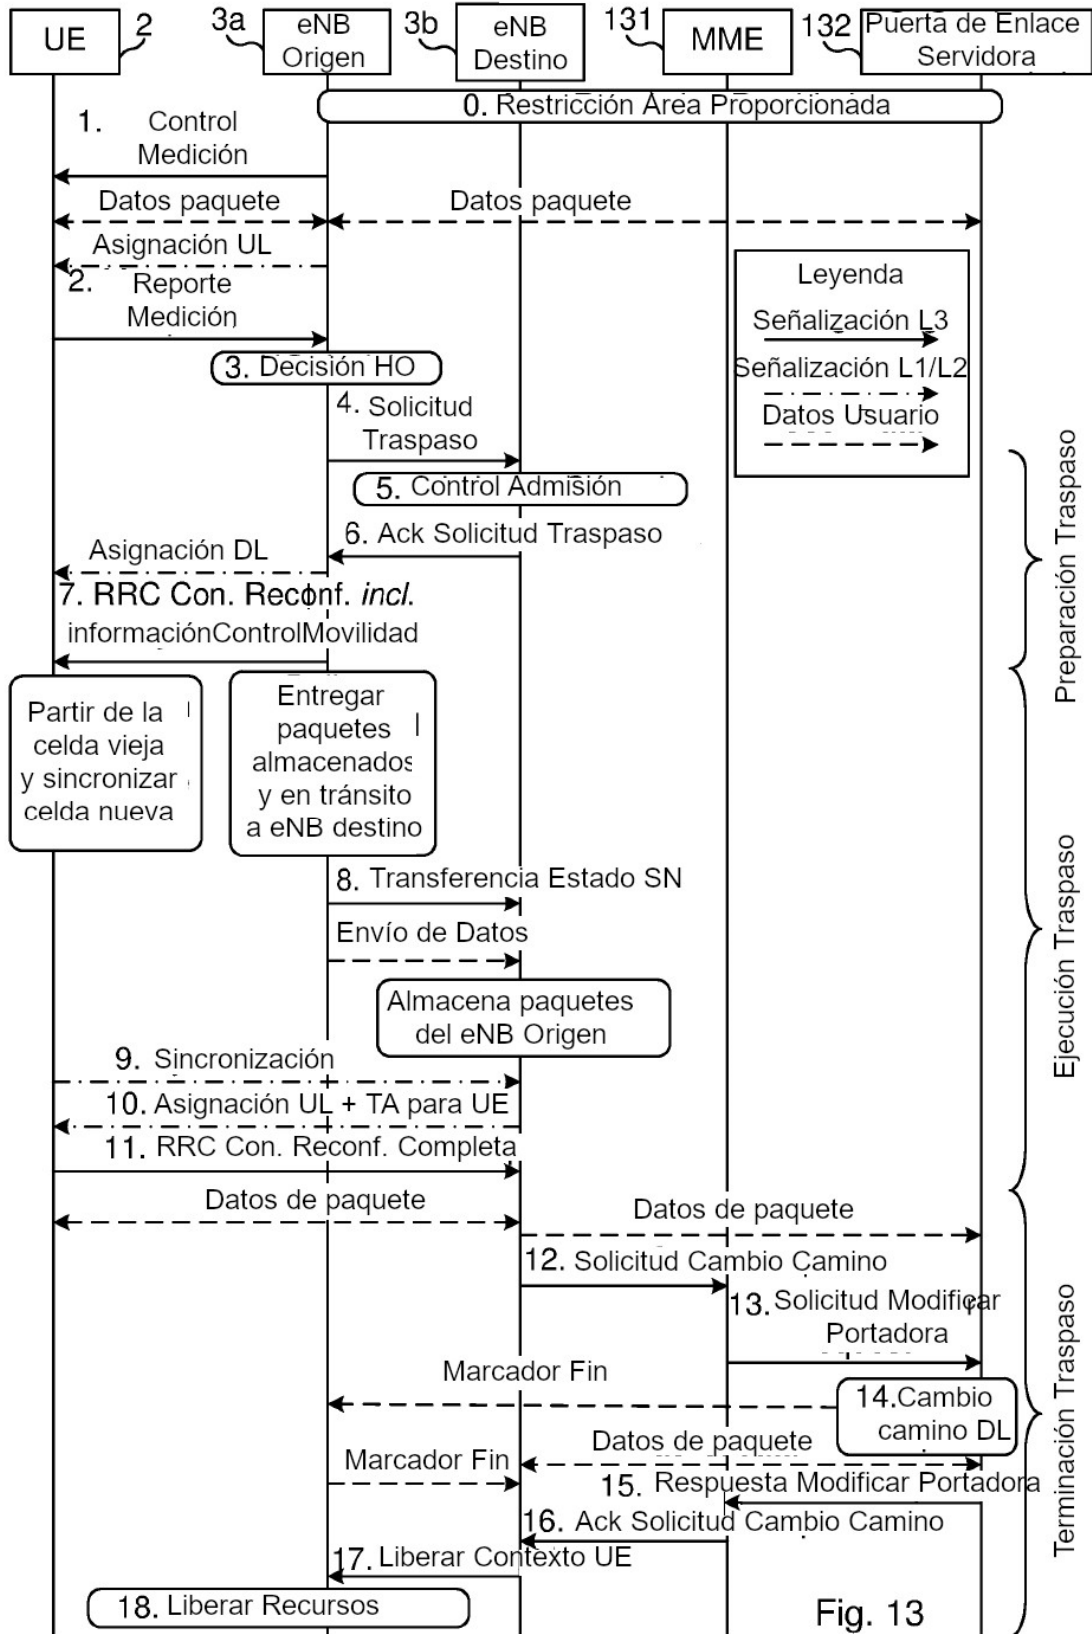 UE
2
3a
eNB
Origen
3b
eNB
Destino
131
MME
132
Puerta de Enlace
Servidora
0. Restricción Área Proporcionada
1. Control
Medición
Datos paquete
Datos paquete
Asignación UL
2. Reporte
Medición
Leyenda
Señalización L3
Señalización L1/L2
Datos Usuario
3. Decisión HO
4. Solicitud
Traspaso
5. Control Admisión
6. Ack Solicitud Traspaso
Asignación DL
7. RRC Con. Reconf. incl.
informaciónControlMovilidad
Preparación Traspaso
Partir de la
celda vieja
y sincronizar
celda nueva
Entregar
paquetes
almacenados
y en tránsito
a eNB destino
8. Transferencia Estado SN
Envío de Datos
Almacena paquetes
del eNB Origen
9. Sincronización
10. Asignación UL + TA para UE
11. RRC Con. Reconf. Completa
Ejecución Traspaso
Datos de paquete
Datos de paquete
12. Solicitud Cambio Camino
13. Solicitud Modificar
Portadora
Marcador Fin
14. Cambio
camino DL
Datos de paquete
Marcador Fin
15. Respuesta Modificar Portadora
16. Ack Solicitud Cambio Camino
17. Liberar Contexto UE
18. Liberar Recursos
Terminación Traspaso
Fig. 13